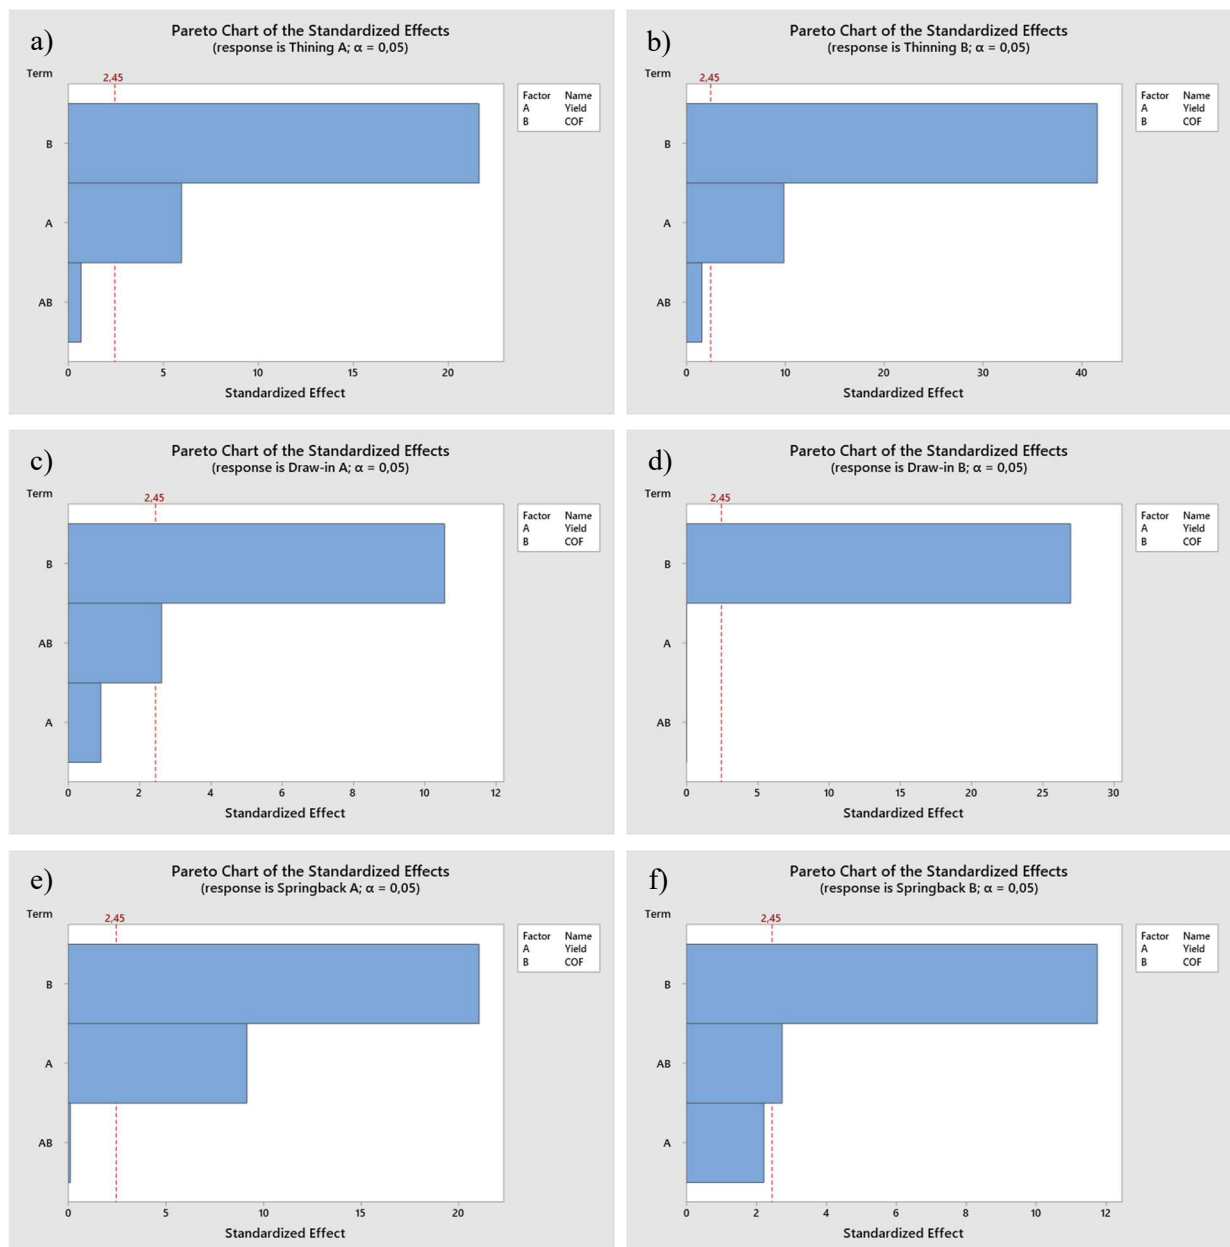 a)
Pareto Chart of the Standardized Effects
(response is Thining A; α = 0,05)
Term
2,45
Factor Name
A Yield
B COF
B
A
AB
0 5 10 15 20
Standardized Effect
b)
Pareto Chart of the Standardized Effects
(response is Thinning B; α = 0,05)
Term
2,45
Factor Name
A Yield
B COF
B
A
AB
0 10 20 30 40
Standardized Effect
c)
Pareto Chart of the Standardized Effects
(response is Draw-in A; α = 0,05)
Term
2,45
Factor Name
A Yield
B COF
B
AB
A
0 2 4 6 8 10 12
Standardized Effect
d)
Pareto Chart of the Standardized Effects
(response is Draw-in B; α = 0,05)
Term
2,45
Factor Name
A Yield
B COF
B
A
AB
0 5 10 15 20 25 30
Standardized Effect
e)
Pareto Chart of the Standardized Effects
(response is Springback A; α = 0,05)
Term
2,45
Factor Name
A Yield
B COF
B
A
AB
0 5 10 15 20
Standardized Effect
f)
Pareto Chart of the Standardized Effects
(response is Springback B; α = 0,05)
Term
2,45
Factor Name
A Yield
B COF
B
AB
A
0 2 4 6 8 10 12
Standardized Effect